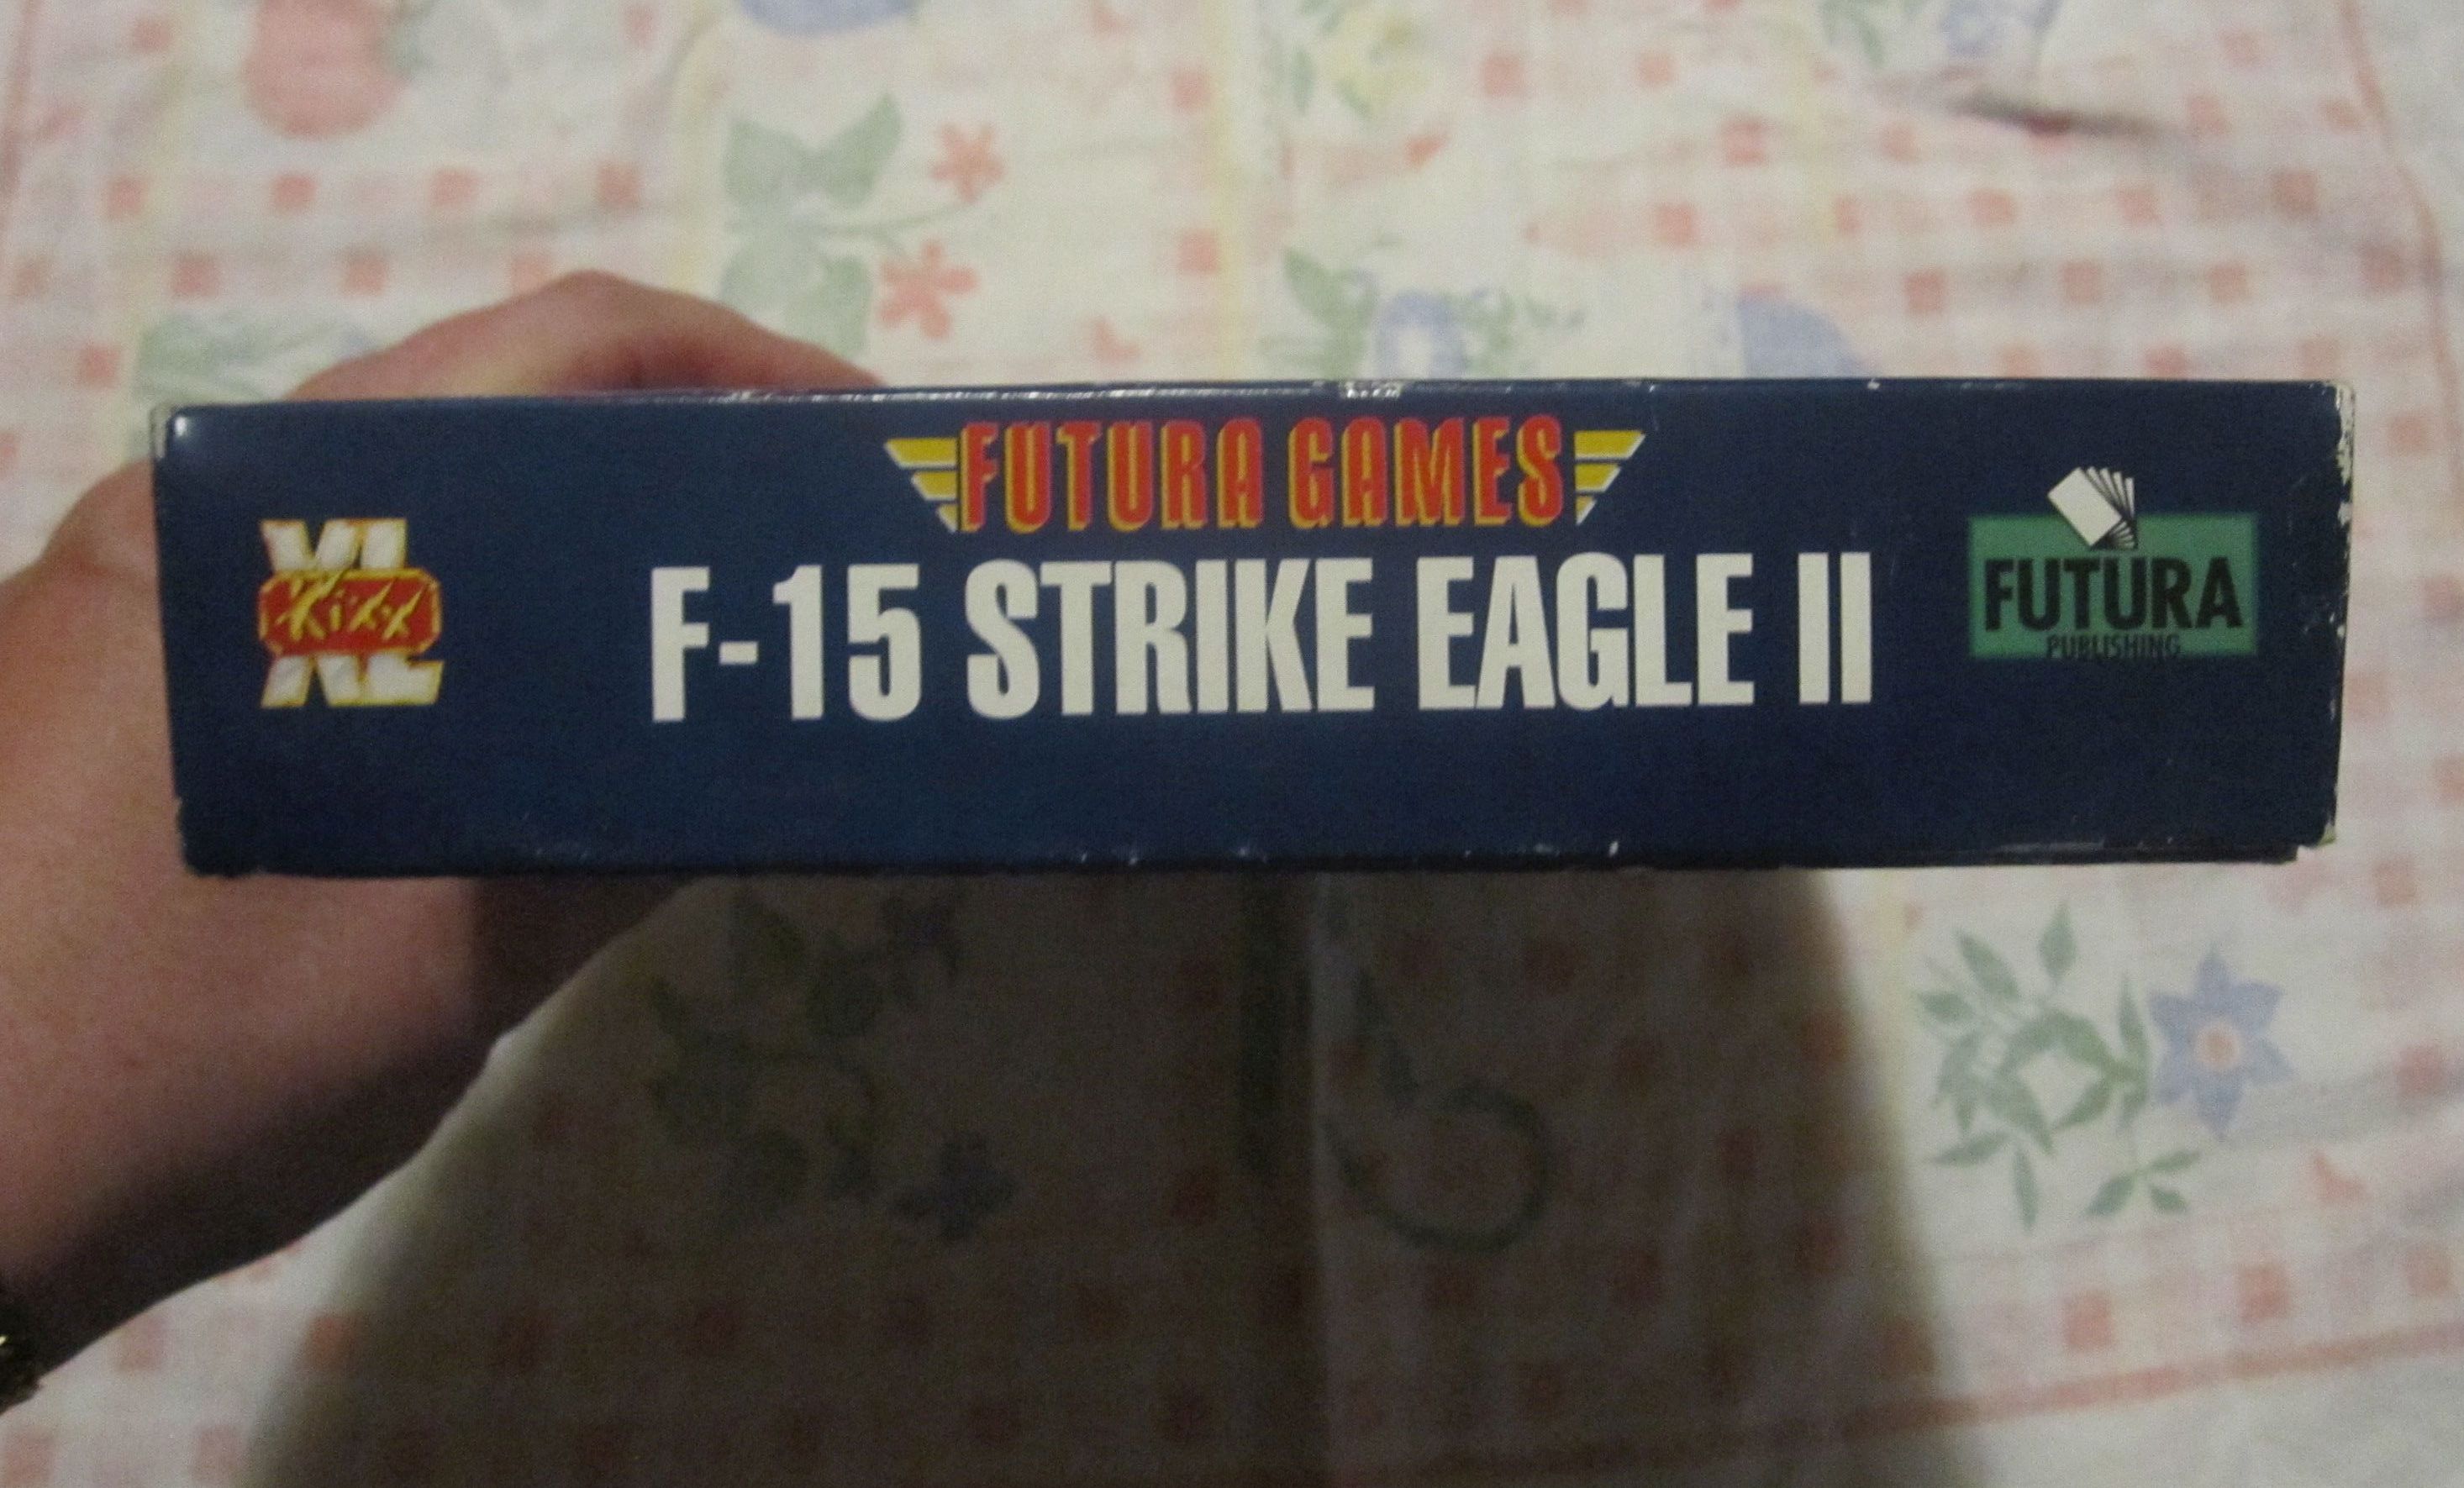 XL
Kixx
XL
FUTURA GAMES
F-15 STRIKE EAGLE II
FUTURA
PUBLISHING